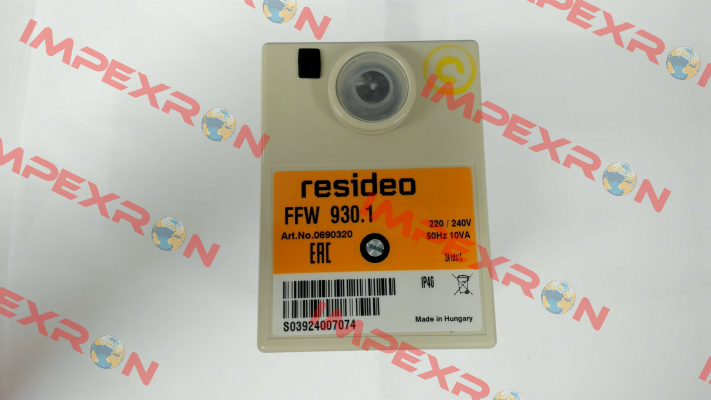 resideo
FFW 930.1
Art.No.0690320
220 / 240V
50Hz 10VA
EAC
IP40
S03924007074
Made in Hungary
IMPEXRON
IMPEXRON
IMPEXRON
IMPEXRON
IMPEXRON
IMPEXRON